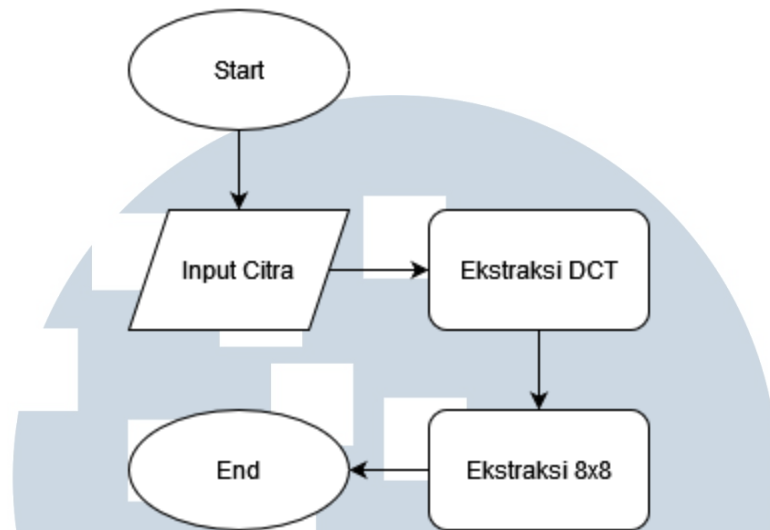 Start
Input Citra
Ekstraksi DCT
End
Ekstraksi 8x8